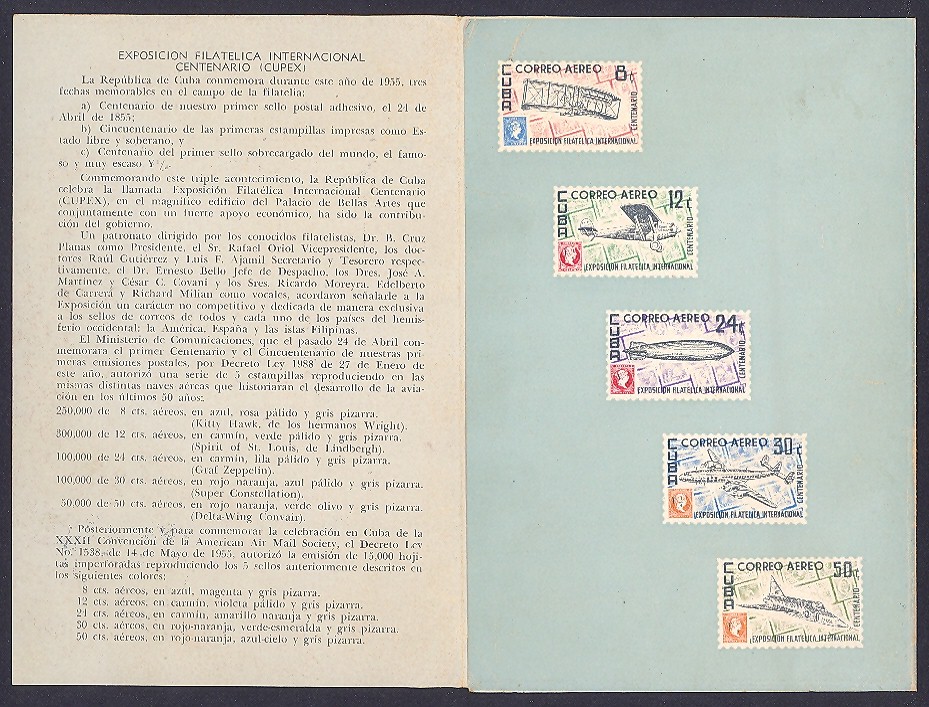 EXPOSICION FILATELICA INTERNACIONAL
CENTENARIO (CUPEX)
La República de Cuba conmemora durante este año de 1955, tres
fechas memorables en el campo de la filatelia:
a) Centenario de nuestro primer sello postal adhesivo, el 24 de
Abril de 1855;
b) Cincuentenario de las primeras estampillas impresas como Es-
tado libre y soberano, y
c) Centenario del primer sello sobrecargado del mundo, el famo-
so y muy escaso Y¼.
Conmemorando este triple acontecimiento, la República de Cuba
celebra la llamada Exposición Filatélica Internacional Centenario
(CUPEX), en el magnífico edificio del Palacio de Bellas Artes que
conjuntamente con un fuerte apoyo económico, ha sido la contribu-
ción del gobierno.
Un patronato dirigido por los conocidos filatelistas, Dr. B. Cruz
Planas como Presidente, el Sr. Rafael Oriol Vicepresidente, los doc-
tores Raúl Gutiérrez y Luis F. Ajamil Secretario y Tesorero respec-
tivamente, el Dr. Ernesto Bello Jefe de Despacho, los Dres. José A.
Martínez y César C. Covani y los Sres. Ricardo Moreyra, Edelberto
de Carrerá y Richard Milian como vocales, acordaron señalarle a la
Exposición un carácter no competitivo y dedicada de manera exclusiva
a los sellos de correos de todos y cada uno de los países del hemis-
ferio occidental: la América, España y las islas Filipinas.
El Ministerio de Comunicaciones, que el pasado 24 de Abril con-
memorara el primer Centenario y el Cincuentenario de nuestras pri-
meras emisiones postales, por Decreto Ley 1988 de 27 de Enero de
este año, autorizó una serie de 5 estampillas reproduciendo en las
mismas distintas naves aéreas que historiaran el desarrollo de la avia-
ción en los últimos 50 años:
250,000 de 8 cts. aéreos, en azul, rosa pálido y gris pizarra.
(Kitty Hawk, de los hermanos Wright).
300,000 de 12 cts. aéreos, en carmín, verde pálido y gris pizarra.
(Spirit of St. Louis, de Lindbergh).
100,000 de 24 cts. aéreos, en carmín, lila pálido y gris pizarra.
(Graf Zeppelin).
100,000 de 30 cts. aéreos, en rojo naranja, azul pálido y gris pizarra.
(Super Constellation).
50,000 de 50 cts. aéreos, en rojo naranja, verde olivo y gris pizarra.
(Delta-Wing Convair).
Posteriormente y para conmemorar la celebración en Cuba de la
XXXII Convención de la American Air Mail Society, el Decreto Ley
No. 1538, de 14 de Mayo de 1955, autorizó la emisión de 15,000 hoji-
tas imperforadas reproduciendo los 5 sellos anteriormente descritos en
los siguientes colores:
8 cts. aéreos, en azul, magenta y gris pizarra.
12 cts. aéreos, en carmín, violeta pálido y gris pizarra.
24 cts. aéreos, en carmín, amarillo naranja y gris pizarra.
30 cts. aéreos, en rojo-naranja, verde-esmeralda y gris pizarra.
50 cts. aéreos, en rojo-naranja, azul-cielo y gris pizarra.
CORREO AEREO 8¢
CUBA
CENTENARIO
EXPOSICION FILATELICA INTERNACIONAL
CORREO AEREO 12¢
CUBA
CENTENARIO
EXPOSICION FILATELICA INTERNACIONAL
CORREO AEREO 24¢
CUBA
CENTENARIO
EXPOSICION FILATELICA INTERNACIONAL
CORREO AEREO 30¢
CUBA
CENTENARIO
EXPOSICION FILATELICA INTERNACIONAL
CORREO AEREO 50¢
CUBA
CENTENARIO
EXPOSICION FILATELICA INTERNACIONAL